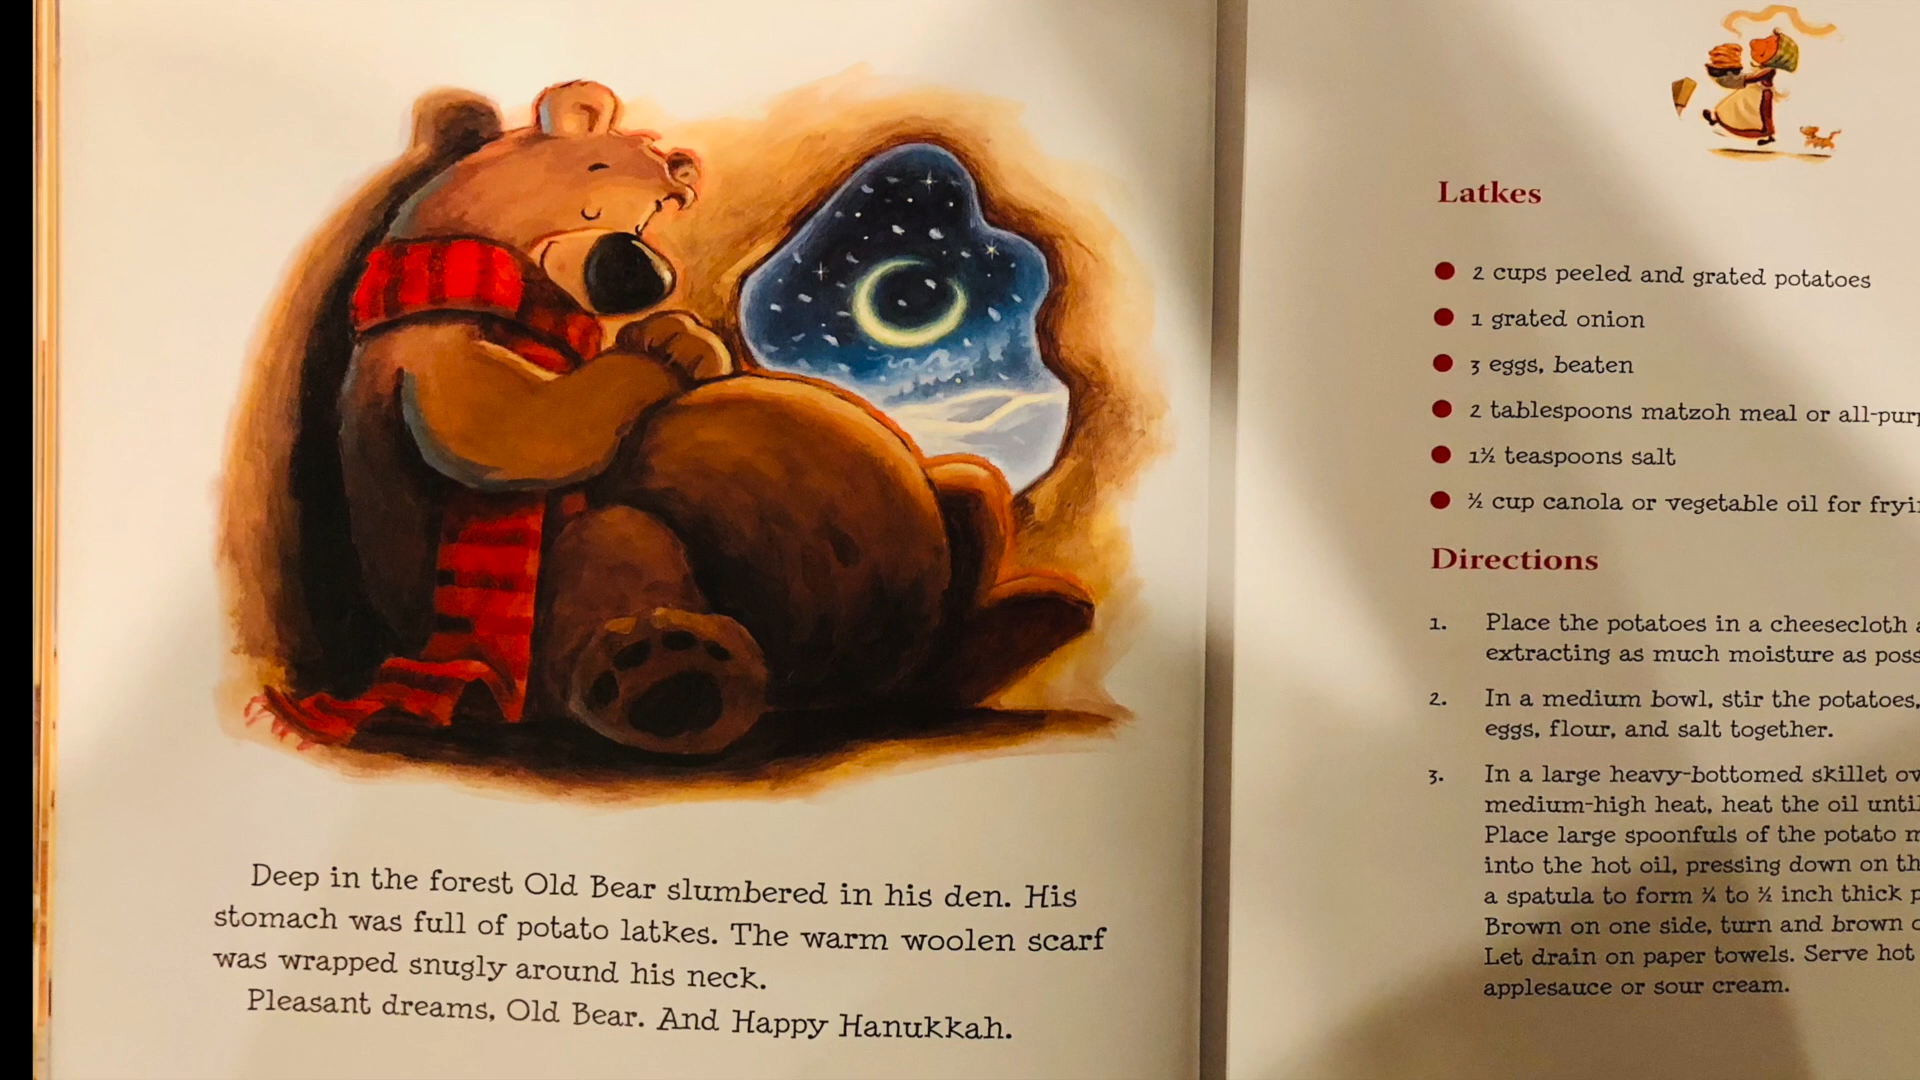 Deep in the forest Old Bear slumbered in his den. His
stomach was full of potato latkes. The warm woolen scarf
was wrapped snugly around his neck.
Pleasant dreams, Old Bear. And Happy Hanukkah.
Latkes
2 cups peeled and grated potatoes
1 grated onion
3 eggs, beaten
2 tablespoons matzoh meal or
1½ teaspoons salt
½ cup canola or vegetable oil for
Directions
1. Place the potatoes in a cheesecloth
extracting as much moisture as
2. In a medium bowl, stir the potatoes,
eggs, flour, and salt together.
3. In a large heavy-bottomed skillet
medium-high heat, heat the oil
Place large spoonfuls of the potato
into the hot oil, pressing down on
a spatula to form ¼ to ½ inch thick
Brown on one side, turn and brown
Let drain on paper towels. Serve hot
applesauce or sour cream.